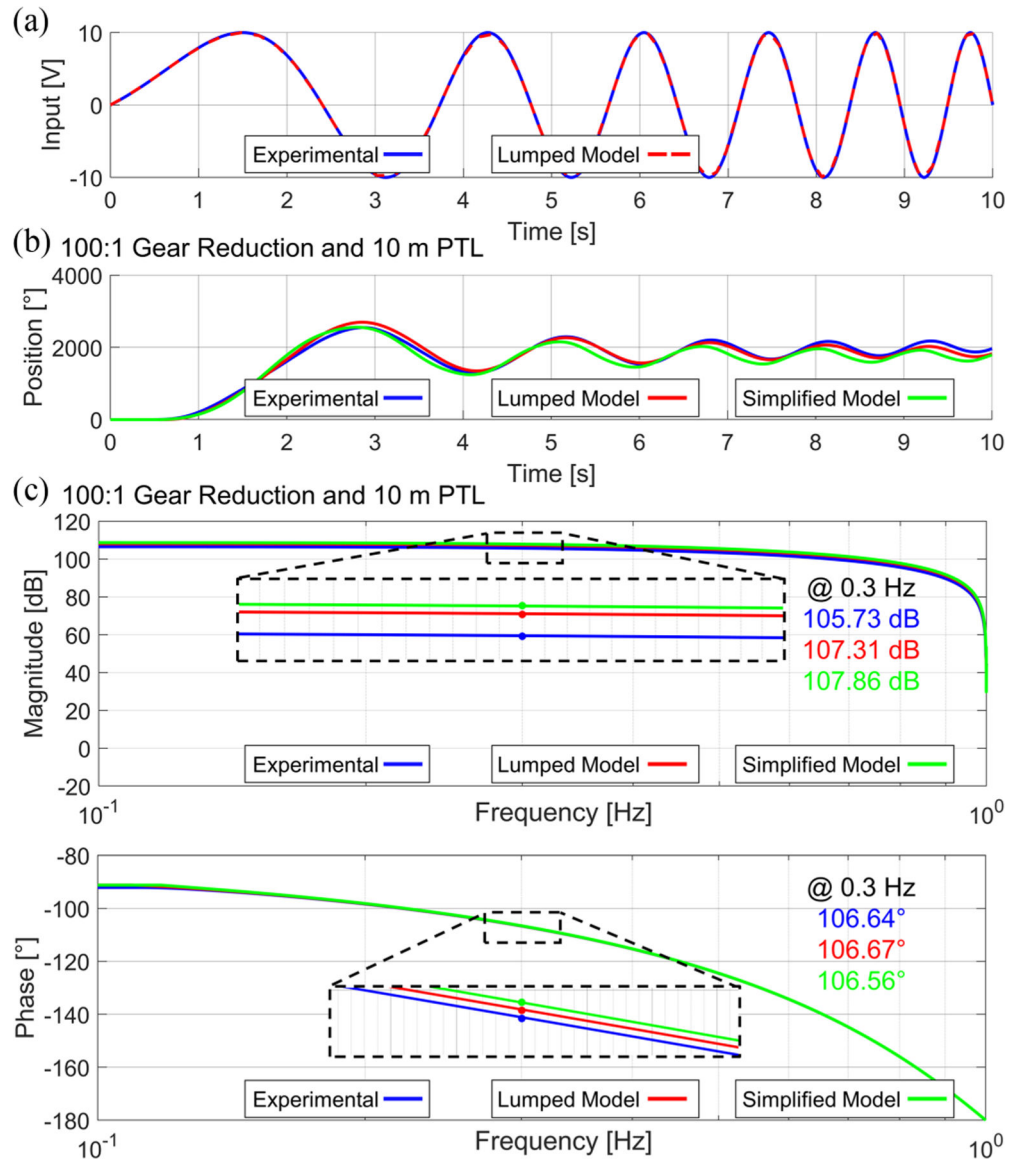 (a)
10
0
-10
Input [V]
Experimental
Lumped Model
0 1 2 3 4 5 6 7 8 9 10
Time [s]
(b) 100:1 Gear Reduction and 10 m PTL
4000
2000
0
Position [°]
Experimental
Lumped Model
Simplified Model
0 1 2 3 4 5 6 7 8 9 10
Time [s]
(c) 100:1 Gear Reduction and 10 m PTL
120
100
80
60
40
20
0
-20
Magnitude [dB]
@ 0.3 Hz
105.73 dB
107.31 dB
107.86 dB
Experimental
Lumped Model
Simplified Model
10⁻¹
Frequency [Hz]
10⁰
-80
-100
-120
-140
-160
-180
Phase [°]
@ 0.3 Hz
106.64°
106.67°
106.56°
Experimental
Lumped Model
Simplified Model
10⁻¹
Frequency [Hz]
10⁰